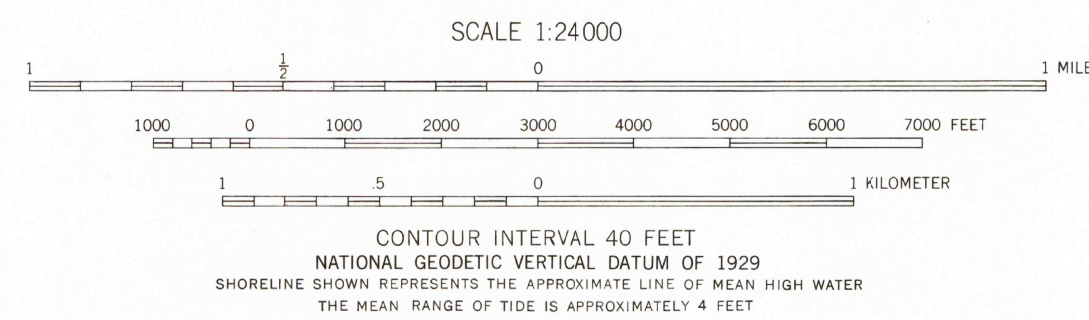 SCALE 1:24000
1 1/2 0 1 MILE
1000 0 1000 2000 3000 4000 5000 6000 7000 FEET
1 .5 0 1 KILOMETER
CONTOUR INTERVAL 40 FEET
NATIONAL GEODETIC VERTICAL DATUM OF 1929
SHORELINE SHOWN REPRESENTS THE APPROXIMATE LINE OF MEAN HIGH WATER
THE MEAN RANGE OF TIDE IS APPROXIMATELY 4 FEET